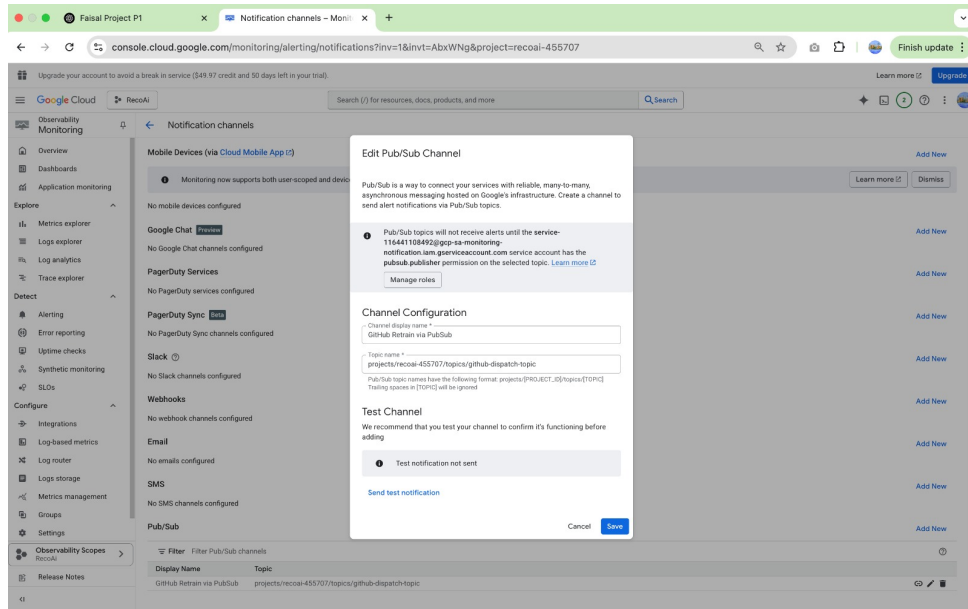 Faisal Project P1
Notification channels – Monit
console.cloud.google.com/monitoring/alerting/notifications?inv=1&invt=AbxWNg&project=recoai-455707
Finish update
Upgrade your account to avoid a break in service ($49.97 credit and 50 days left in your trial).
Learn more
Upgrade
Google Cloud
RecoAi
Search (/) for resources, docs, products, and more
Search
2
Observability
Monitoring
Notification channels
Overview
Dashboards
Application monitoring
Explore
Metrics explorer
Logs explorer
Log analytics
Trace explorer
Detect
Alerting
Error reporting
Uptime checks
Synthetic monitoring
SLOs
Configure
Integrations
Log-based metrics
Log router
Logs storage
Metrics management
Groups
Settings
Observability Scopes
RecoAi
Release Notes
Mobile Devices (via Cloud Mobile App)
Add New
Monitoring now supports both user-scoped and devic
Learn more
Dismiss
No mobile devices configured
Google Chat Preview
Add New
No Google Chat channels configured
PagerDuty Services
Add New
No PagerDuty services configured
PagerDuty Sync Beta
Add New
No PagerDuty Sync channels configured
Slack
Add New
No Slack channels configured
Webhooks
Add New
No webhook channels configured
Email
Add New
No emails configured
SMS
Add New
No SMS channels configured
Pub/Sub
Add New
Filter Filter Pub/Sub channels
Display Name Topic
GitHub Retrain via PubSub projects/recoai-455707/topics/github-dispatch-topic
Edit Pub/Sub Channel
Pub/Sub is a way to connect your services with reliable, many-to-many,
asynchronous messaging hosted on Google's infrastructure. Create a channel to
send alert notifications via Pub/Sub topics.
Pub/Sub topics will not receive alerts until the service-
116441108492@gcp-sa-monitoring-
notification.iam.gserviceaccount.com service account has the
pubsub.publisher permission on the selected topic. Learn more
Manage roles
Channel Configuration
Channel display name *
GitHub Retrain via PubSub
Topic name *
projects/recoai-455707/topics/github-dispatch-topic
Pub/Sub topic names have the following format: projects/[PROJECT_ID]/topics/[TOPIC]
Trailing spaces in [TOPIC] will be ignored
Test Channel
We recommend that you test your channel to confirm it's functioning before
adding
Test notification not sent
Send test notification
Cancel
Save